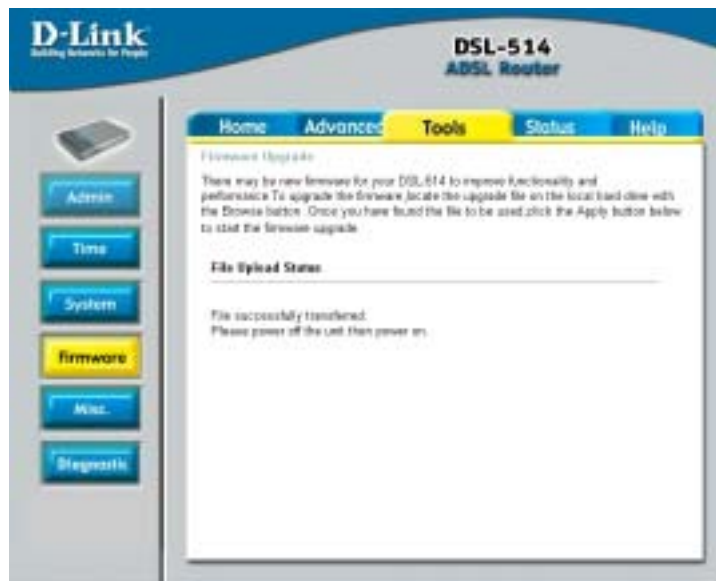 D-Link
Building Networks for People
DSL-514
ADSL Router
Home
Advanced
Tools
Status
Help
Admin
Time
System
Firmware
Misc.
Diagnostic
Firmware Upgrade
There may be new firmware for your DSL-514 to improve functionality and
performance.To upgrade the firmware,locate the upgrade file on the local hard drive with
the Browse button. Once you have found the file to be used,click the Apply button below
to start the firmware upgrade.
File Upload Status
File successfully transferred.
Please power off the unit then power on.